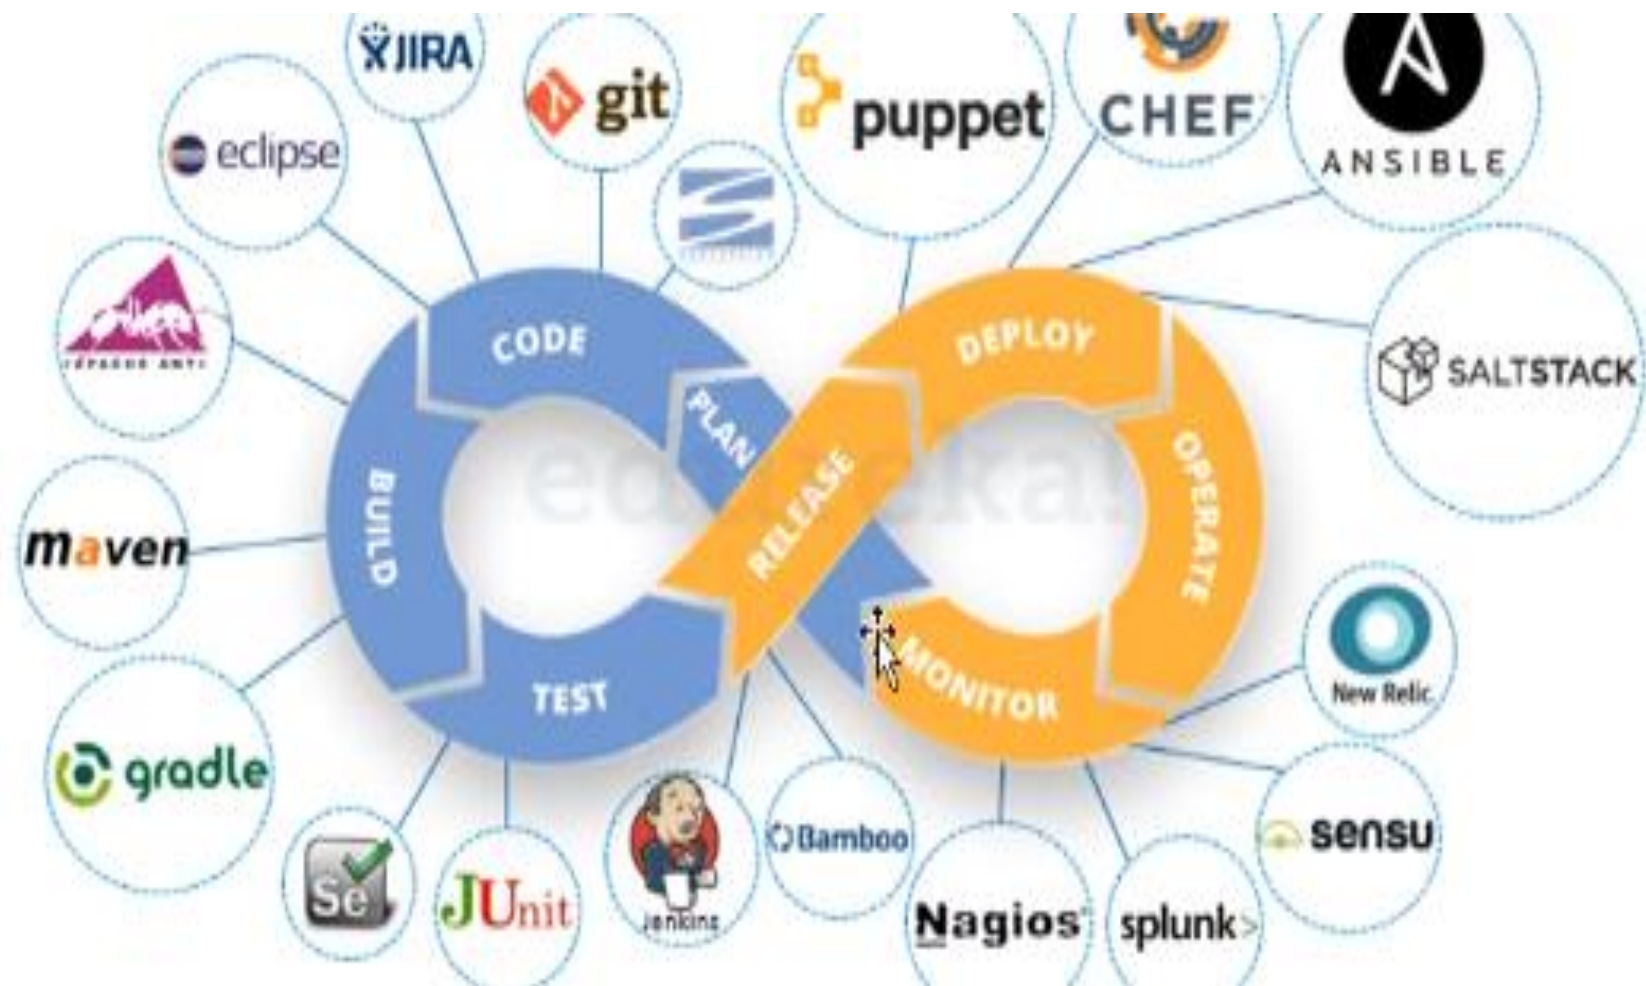 JIRA
git
eclipse
puppet
CHEF
ANSIBLE
SALTSTACK
CODE
DEPLOY
PLAN
BUILD
RELEASE
OPERATE
maven
TEST
MONITOR
New Relic.
gradle
Se
JUnit
Jenkins
Bamboo
Nagios
splunk>
sensu